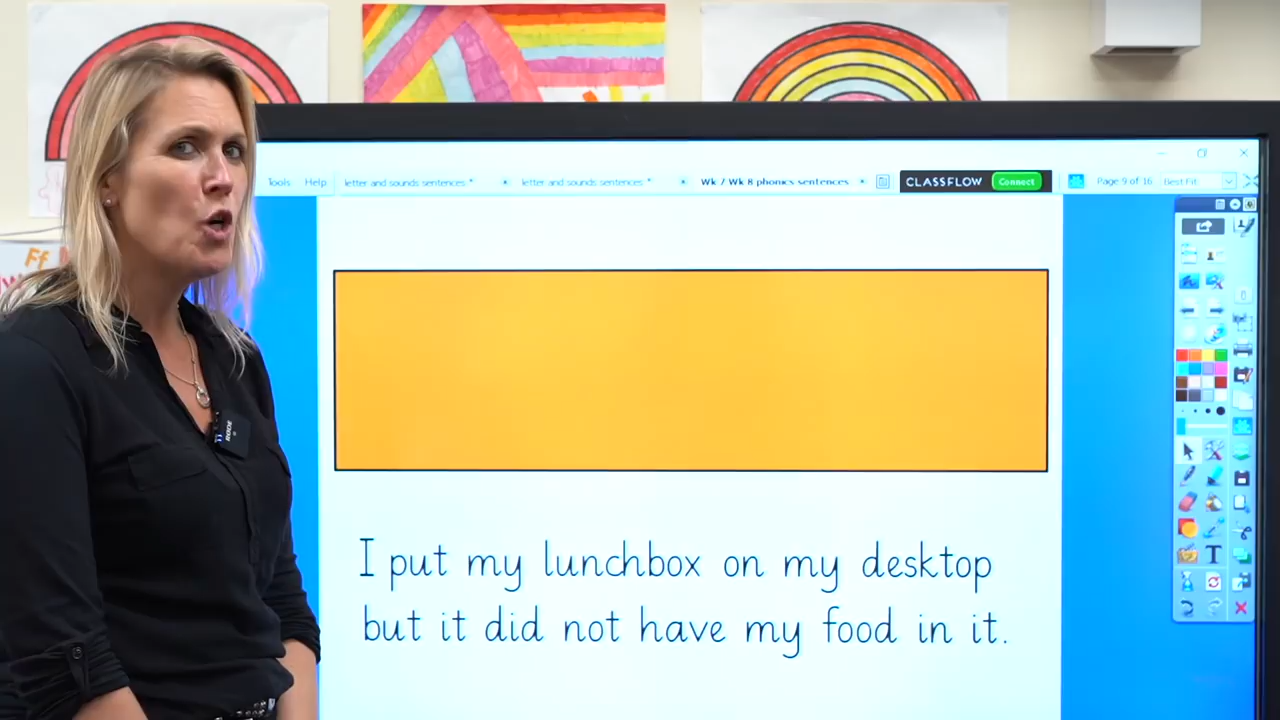 Tools Help letter and sounds sentences * letter and sounds sentences * Wk 7 Wk 8 phonics sentences CLASSFLOW Connect Page 9 of 16 Best Fit
Ff
RODE
I put my lunchbox on my desktop
but it did not have my food in it.